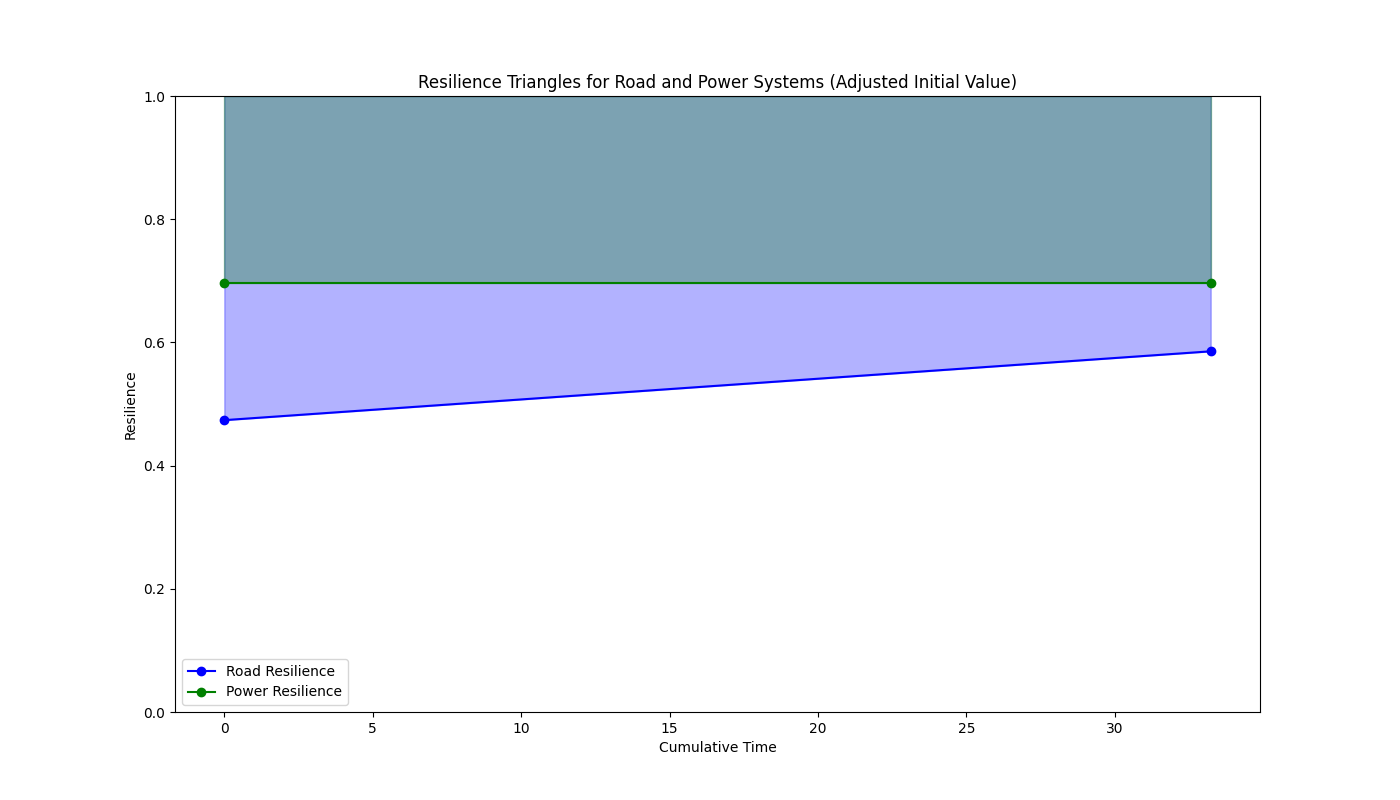 Resilience Triangles for Road and Power Systems (Adjusted Initial Value)
1.0
0.8
0.6
0.4
0.2
0.0
Resilience
Road Resilience
Power Resilience
0 5 10 15 20 25 30
Cumulative Time